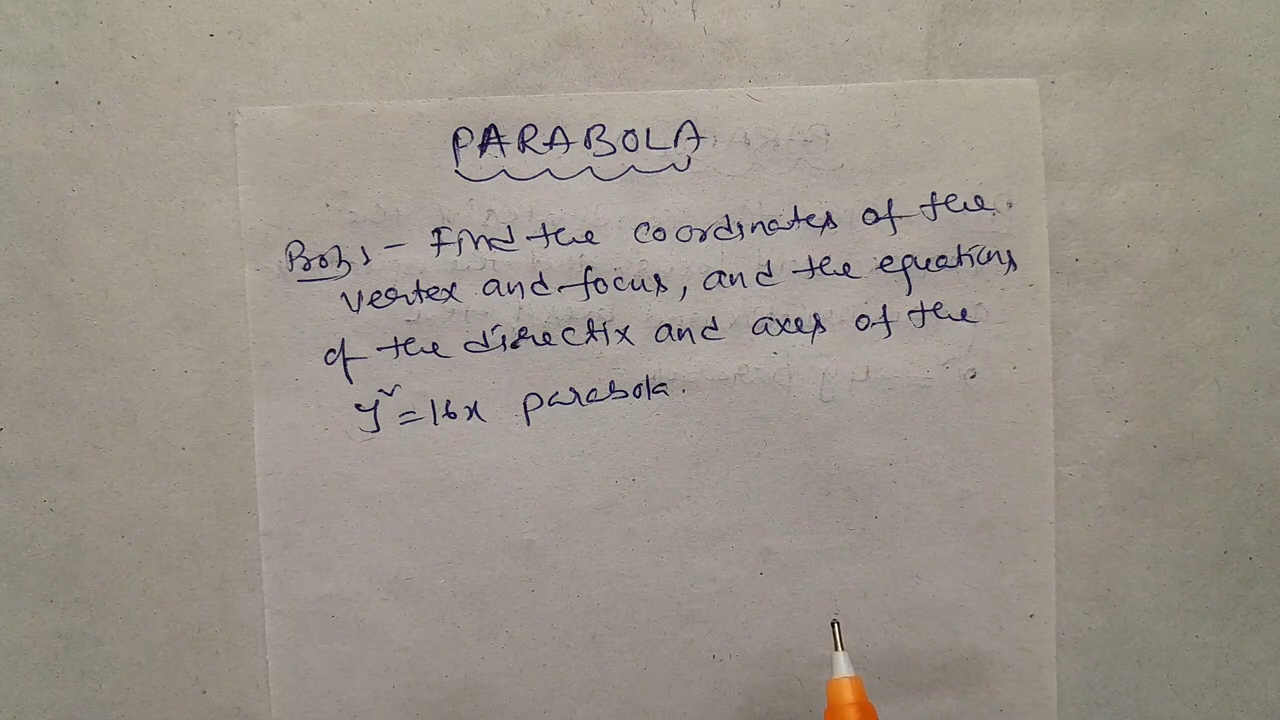 PARABOLA
Prob:- Find the coordinates of the
vertex and focus, and the equations
of the directix and axes of the
y² = 16x parabola.